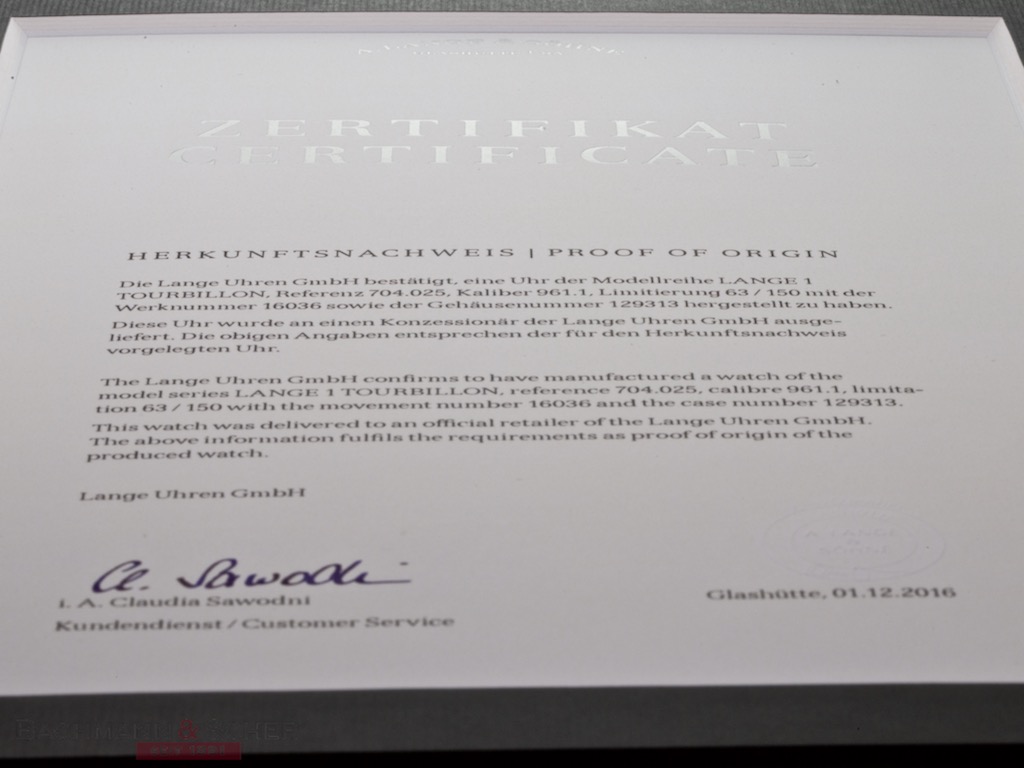 ZERTIFIKAT
CERTIFICATE
HERKUNFTSNACHWEIS | PROOF OF ORIGIN
Die Lange Uhren GmbH bestätigt, eine Uhr der Modellreihe LANGE 1
TOURBILLON, Referenz 704.025, Kaliber 961.1, Limitierung 63 / 150 mit der
Werknummer 16036 sowie der Gehäusenummer 129313 hergestellt zu haben.
Diese Uhr wurde an einen Konzessionär der Lange Uhren GmbH ausge-
liefert. Die obigen Angaben entsprechen der für den Herkunftsnachweis
vorgelegten Uhr.
The Lange Uhren GmbH confirms to have manufactured a watch of the
model series LANGE 1 TOURBILLON, reference 704.025, calibre 961.1, limita-
tion 63 / 150 with the movement number 16036 and the case number 129313.
This watch was delivered to an official retailer of the Lange Uhren GmbH.
The above information fulfils the requirements as proof of origin of the
produced watch.
Lange Uhren GmbH
A. LANGE
&
SÖHNE
Cl. Sawodni
i. A. Claudia Sawodni
Glashütte, 01.12.2016
Kundendienst / Customer Service